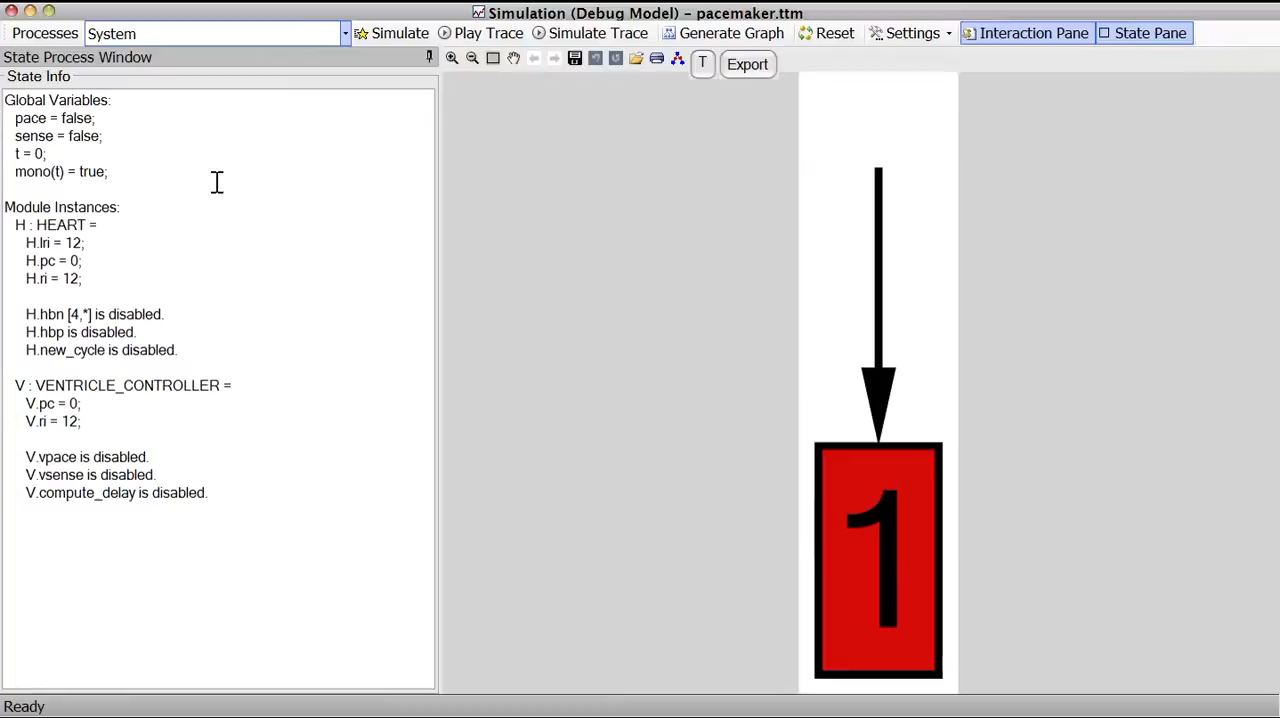 Simulation (Debug Model) – pacemaker.ttm
Processes System Simulate Play Trace Simulate Trace Generate Graph Reset Settings Interaction Pane State Pane
State Process Window
T Export
State Info
Global Variables:
pace = false;
sense = false;
t = 0;
mono(t) = true;
Module Instances:
H : HEART =
H.lri = 12;
H.pc = 0;
H.ri = 12;
H.hbn [4,*] is disabled.
H.hbp is disabled.
H.new_cycle is disabled.
V : VENTRICLE_CONTROLLER =
V.pc = 0;
V.ri = 12;
V.vpace is disabled.
V.vsense is disabled.
V.compute_delay is disabled.
1
Ready